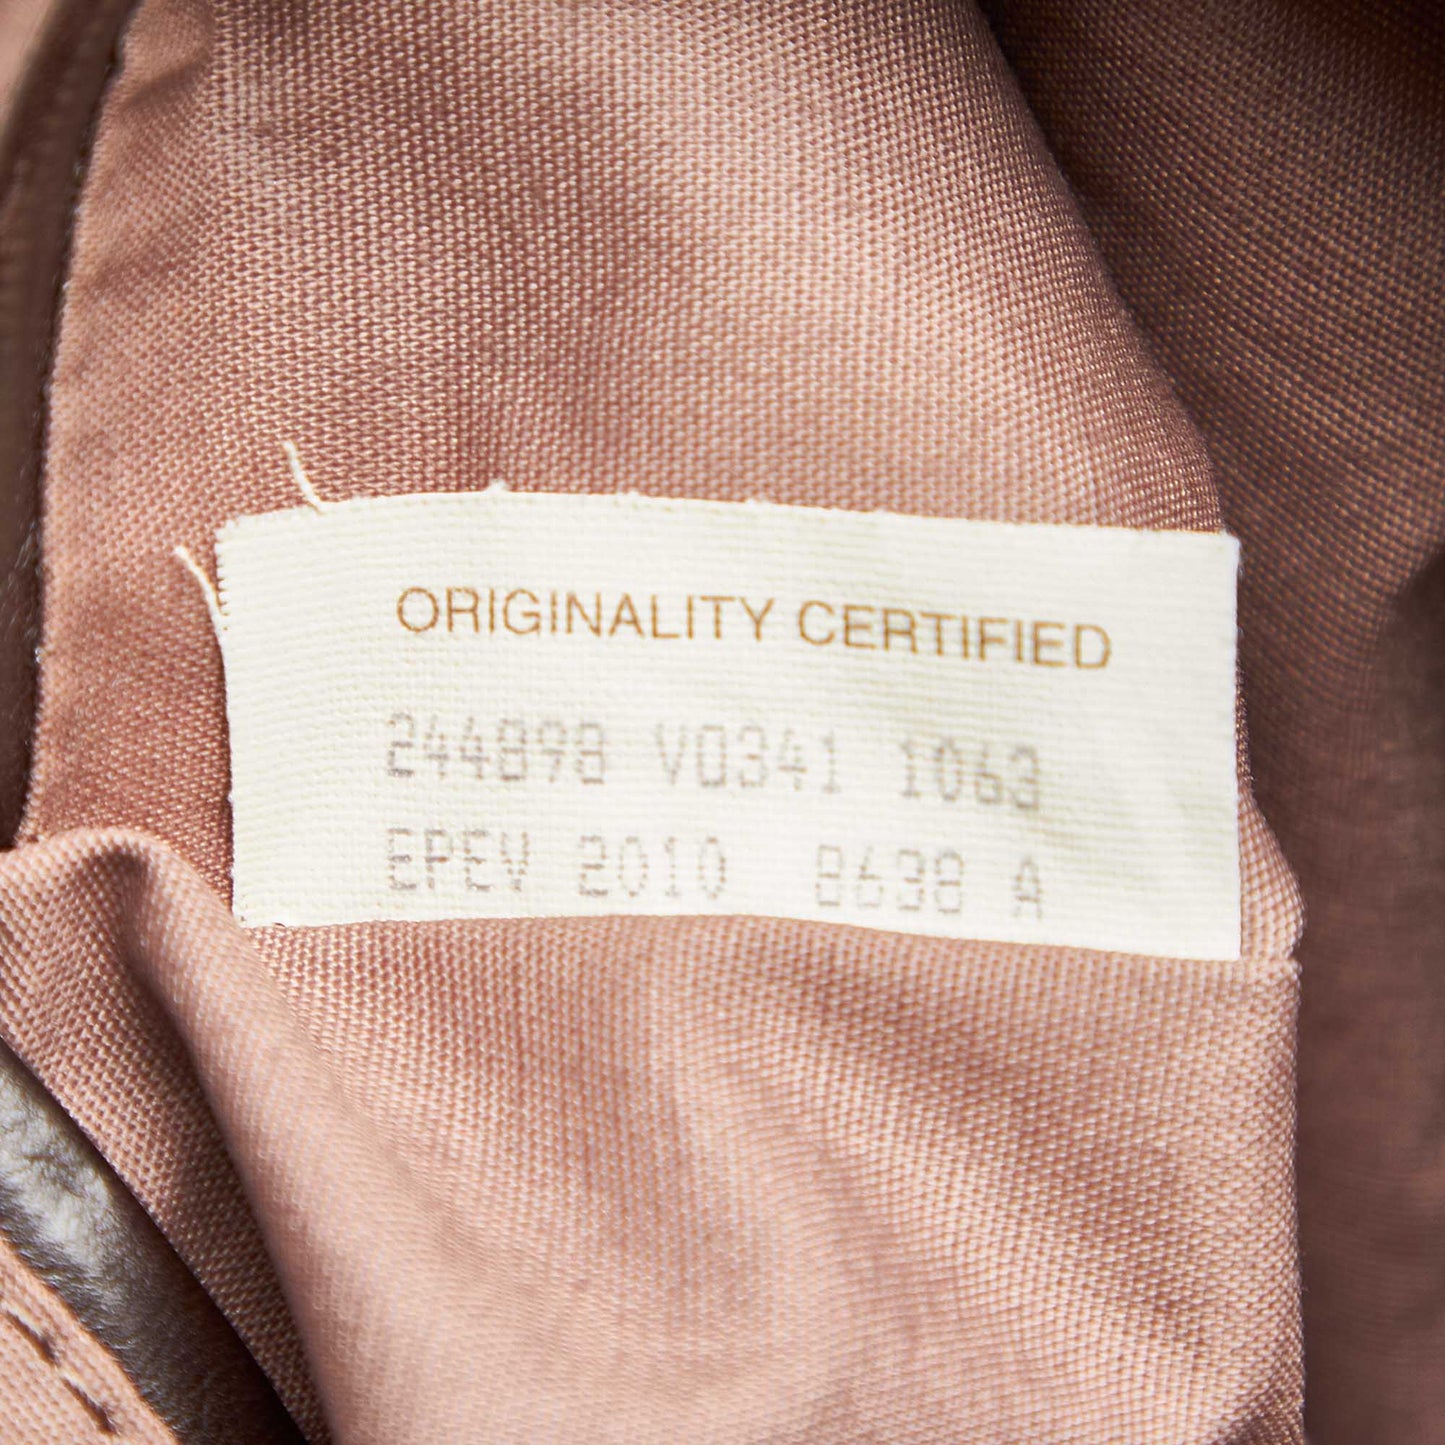 ORIGINALITY CERTIFIED
244898 V0341 1063
EPEV 2010 8638 A